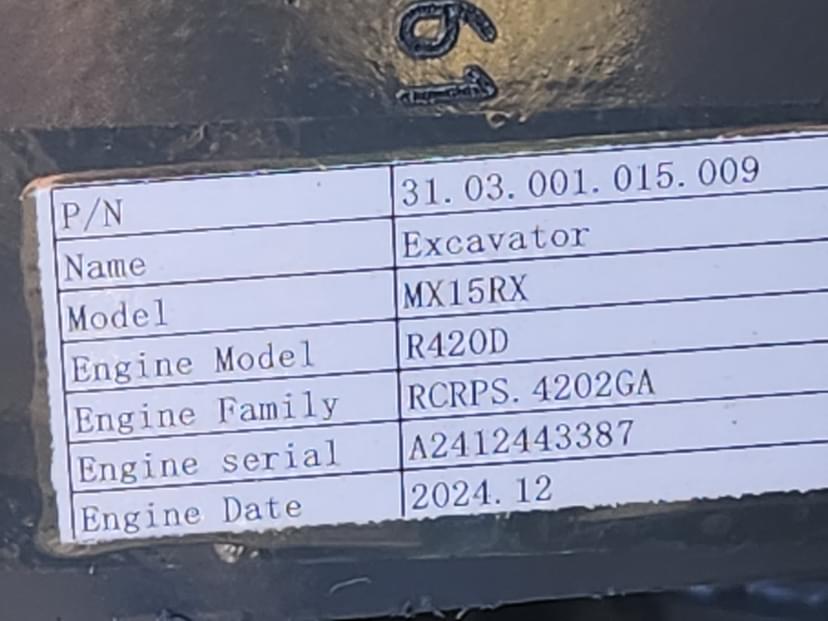 61
P/N 31.03.001.015.009
Name Excavator
Model MX15RX
Engine Model R420D
Engine Family RCRPS.4202GA
Engine serial A2412443387
Engine Date 2024.12